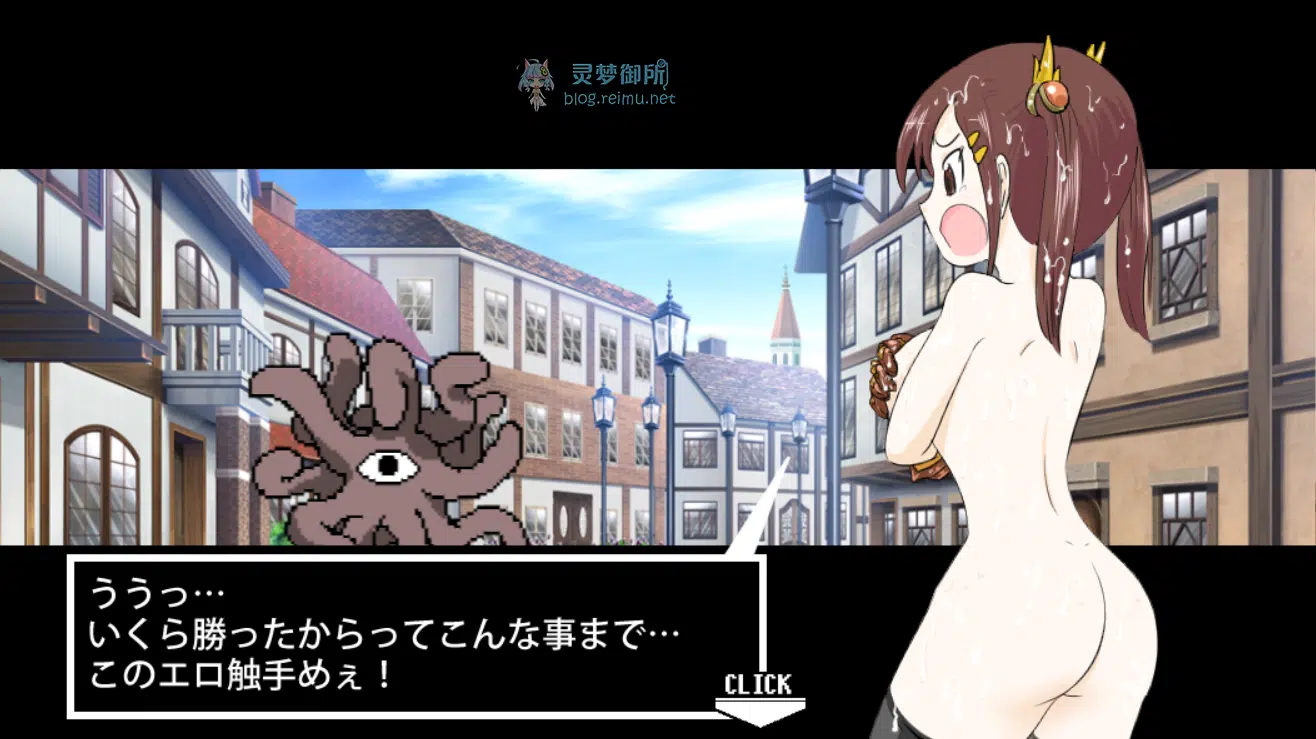 灵梦御所
blog.reimu.net
ううっ…
いくら勝ったからってこんな事まで…
このエロ触手めぇ！
CLICK